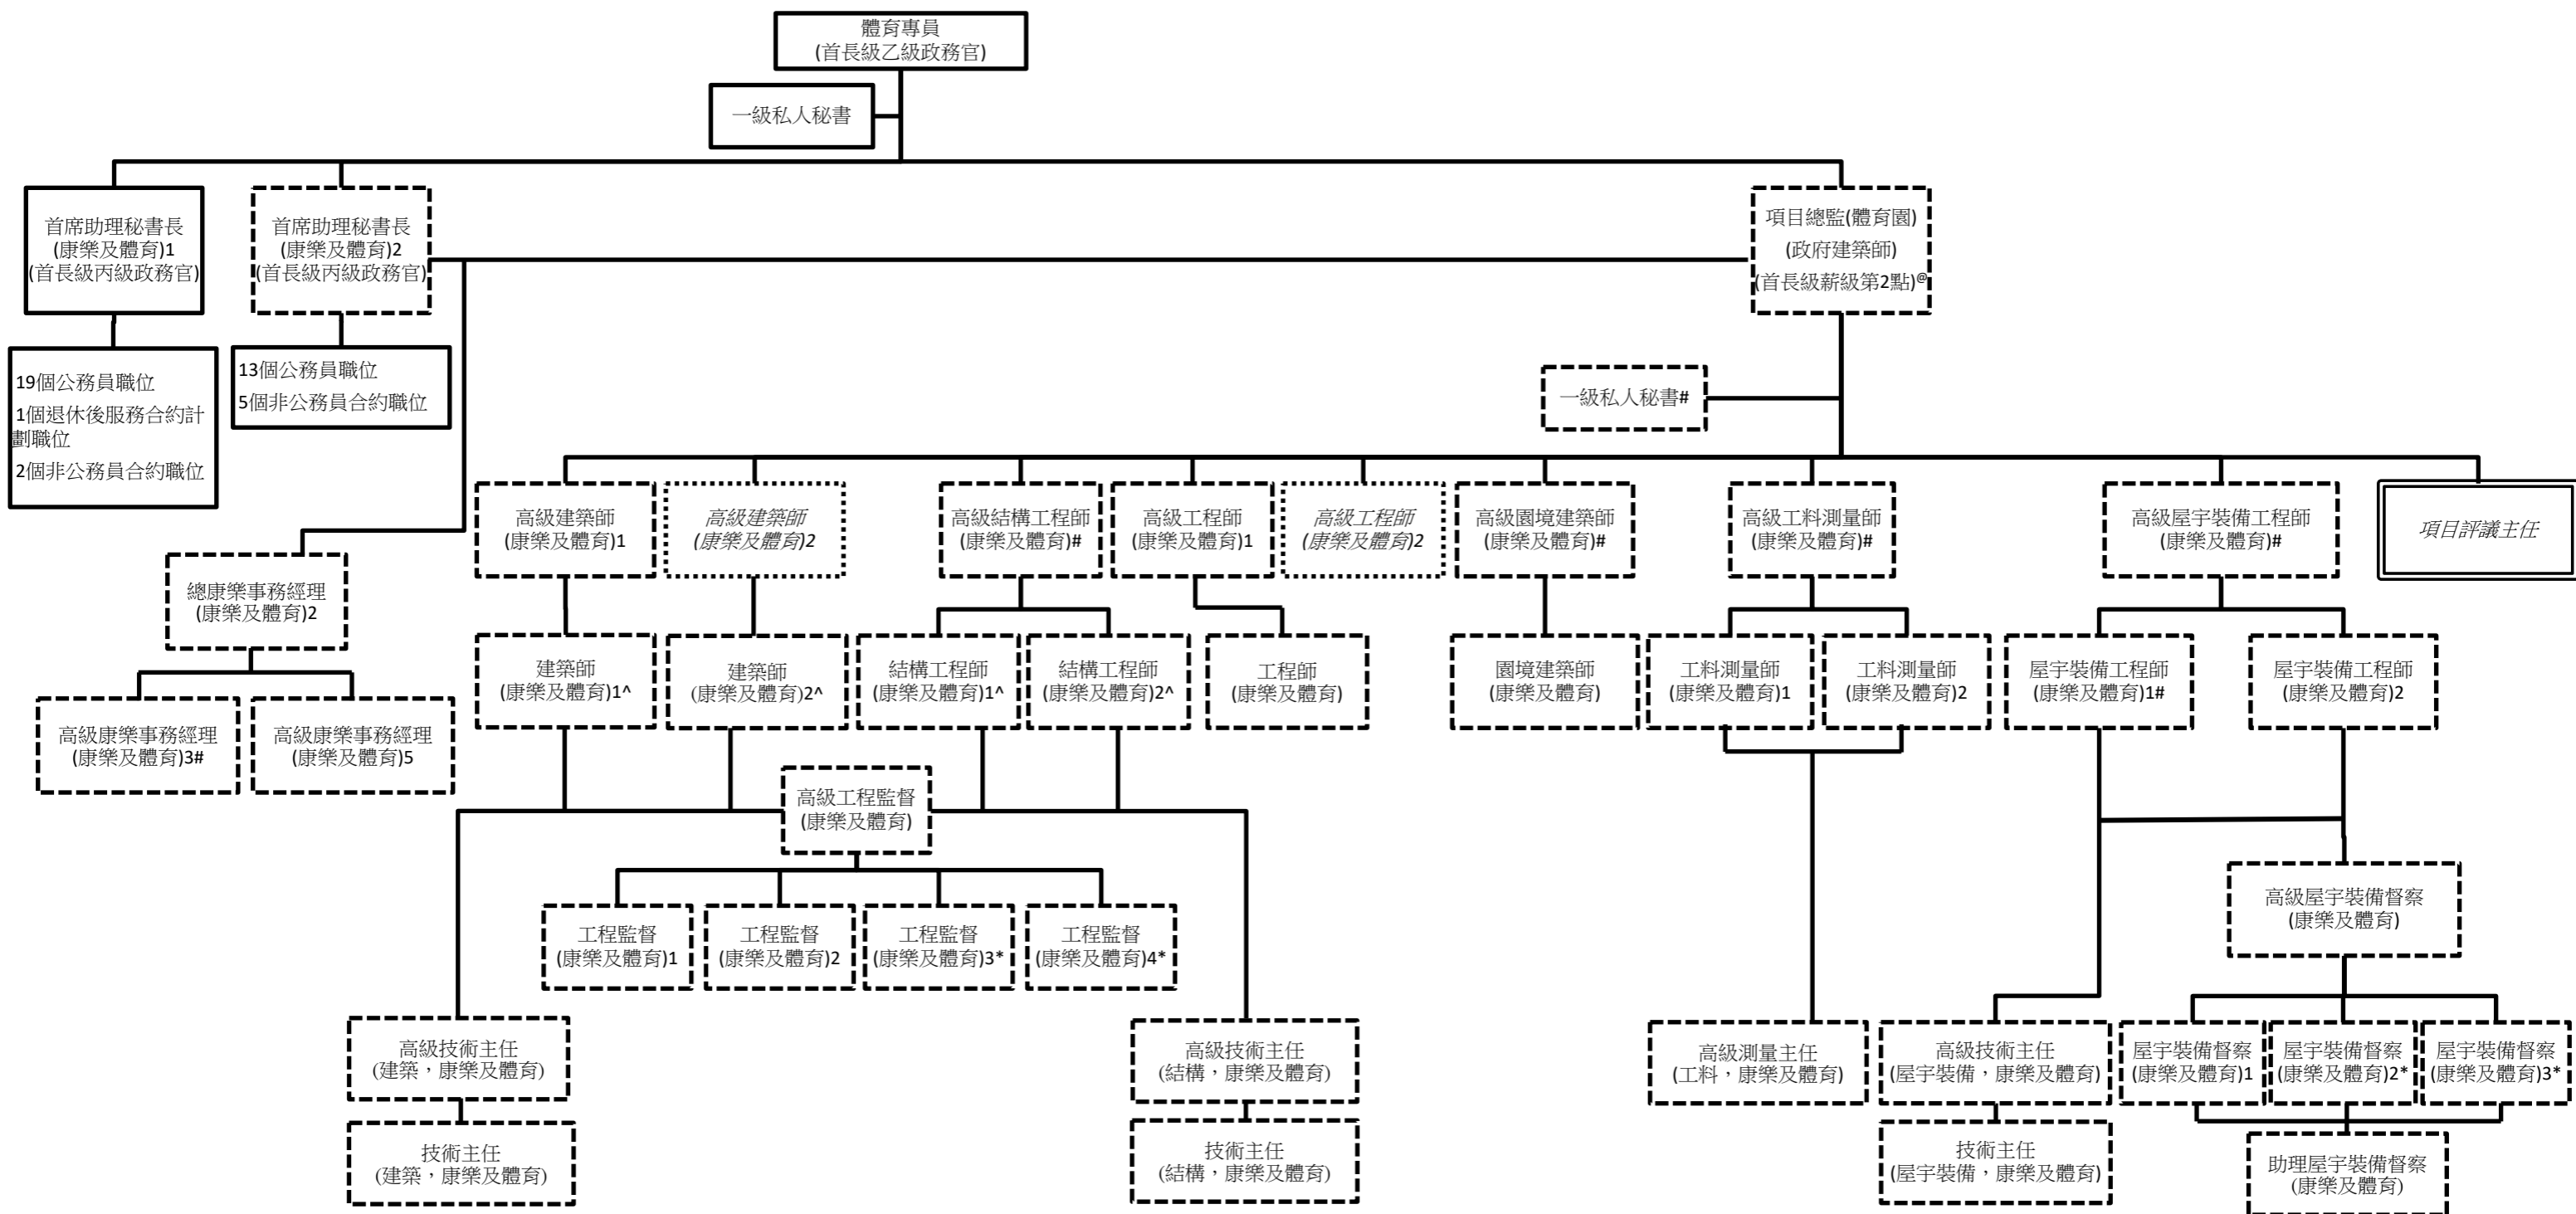 體育專員
(首長級乙級政務官)
一級私人秘書
首席助理秘書長
(康樂及體育)1
(首長級丙級政務官)
首席助理秘書長
(康樂及體育)2
(首長級丙級政務官)
項目總監(體育園)
(政府建築師)
(首長級薪級第2點)@
19個公務員職位
1個退休後服務合約計
劃職位
2個非公務員合約職位
13個公務員職位
5個非公務員合約職位
一級私人秘書#
高級建築師
(康樂及體育)1
高級建築師
(康樂及體育)2
高級結構工程師
(康樂及體育)#
高級工程師
(康樂及體育)1
高級工程師
(康樂及體育)2
高級園境建築師
(康樂及體育)#
高級工料測量師
(康樂及體育)#
高級屋宇裝備工程師
(康樂及體育)#
項目評議主任
總康樂事務經理
(康樂及體育)2
建築師
(康樂及體育)1^
建築師
(康樂及體育)2^
結構工程師
(康樂及體育)1^
結構工程師
(康樂及體育)2^
工程師
(康樂及體育)
園境建築師
(康樂及體育)
工料測量師
(康樂及體育)1
工料測量師
(康樂及體育)2
屋宇裝備工程師
(康樂及體育)1#
屋宇裝備工程師
(康樂及體育)2
高級康樂事務經理
(康樂及體育)3#
高級康樂事務經理
(康樂及體育)5
高級工程監督
(康樂及體育)
高級屋宇裝備督察
(康樂及體育)
工程監督
(康樂及體育)1
工程監督
(康樂及體育)2
工程監督
(康樂及體育)3*
工程監督
(康樂及體育)4*
高級技術主任
(建築，康樂及體育)
高級技術主任
(結構，康樂及體育)
高級測量主任
(工料，康樂及體育)
高級技術主任
(屋宇裝備，康樂及體育)
屋宇裝備督察
(康樂及體育)1
屋宇裝備督察
(康樂及體育)2*
屋宇裝備督察
(康樂及體育)3*
技術主任
(建築，康樂及體育)
技術主任
(結構，康樂及體育)
技術主任
(屋宇裝備，康樂及體育)
助理屋宇裝備督察
(康樂及體育)